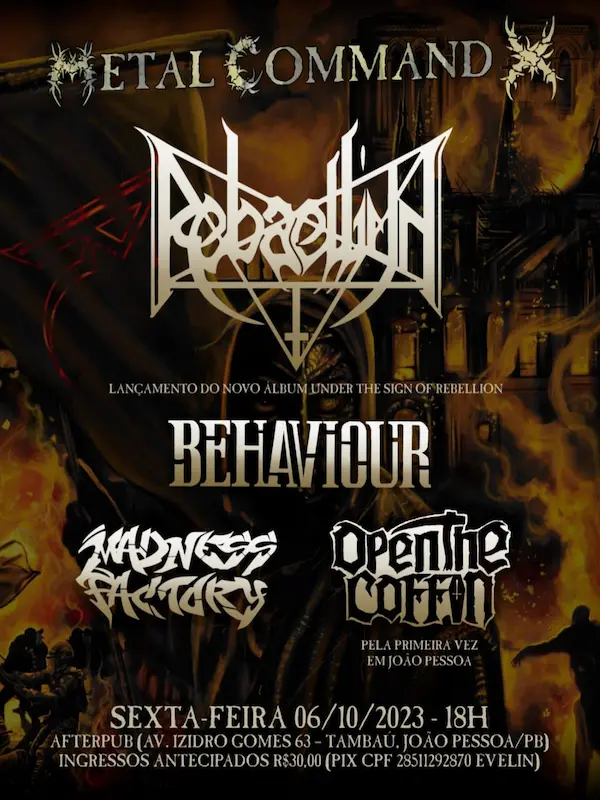 METAL COMMAND X
Rebaelliun
LANÇAMENTO DO NOVO ÁLBUM UNDER THE SIGN OF REBELLION
BEHAVIOUR
MADNESS
FACTORY
OPEN THE
COFFIN
PELA PRIMEIRA VEZ
EM JOÃO PESSOA
SEXTA-FEIRA 06/10/2023 - 18H
AFTERPUB (AV. IZIDRO GOMES 63 – TAMBAÚ, JOÃO PESSOA/PB)
INGRESSOS ANTECIPADOS R$30,00 (PIX CPF 28511292870 EVELIN)